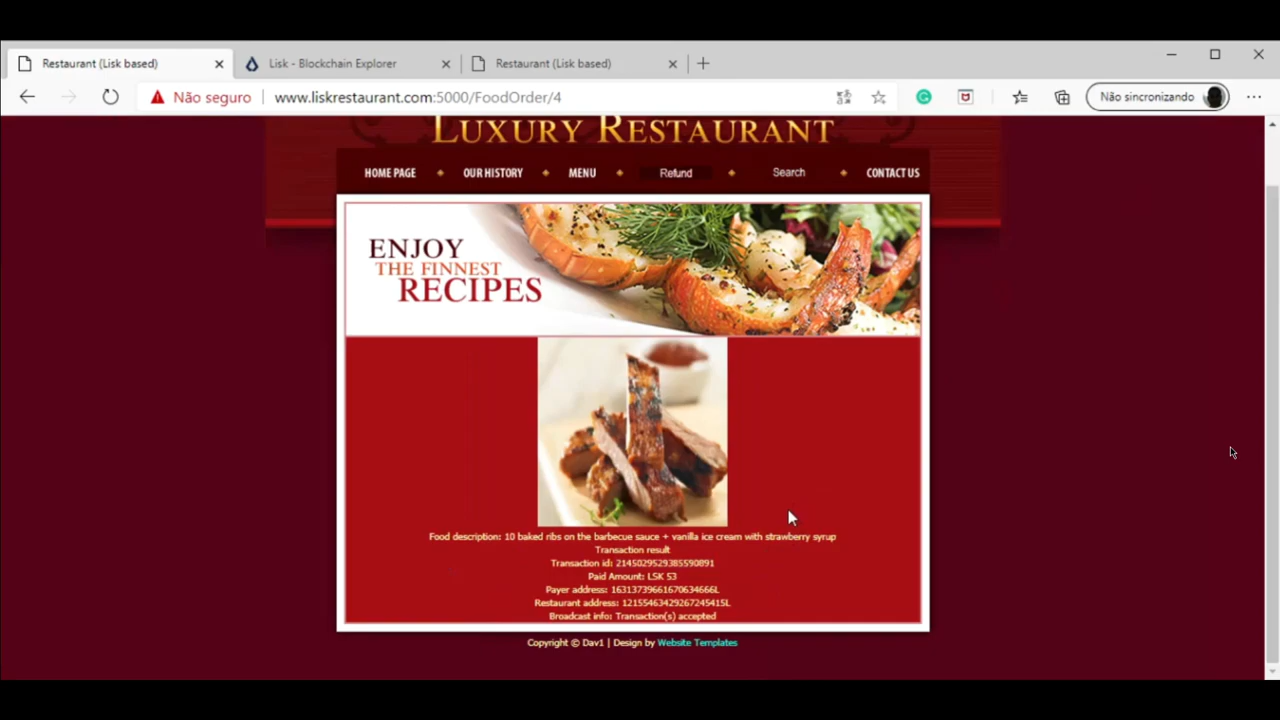 Restaurant (Lisk based)
Lisk - Blockchain Explorer
Restaurant (Lisk based)
Não seguro
www.liskrestaurant.com:5000/FoodOrder/4
Não sincronizando
LUXURY RESTAURANT
HOME PAGE
OUR HISTORY
MENU
Refund
Search
CONTACT US
ENJOY
THE FINNEST
RECIPES
Food description: 10 baked ribs on the barbecue sauce + vanilla ice cream with strawberry syrup
Transaction result
Transaction id: 2145029529385590891
Paid Amount: LSK 53
Payer address: 16313739661670634666L
Restaurant address: 12155463429267245415L
Broadcast info: Transaction(s) accepted
Copyright © Dav1 | Design by Website Templates